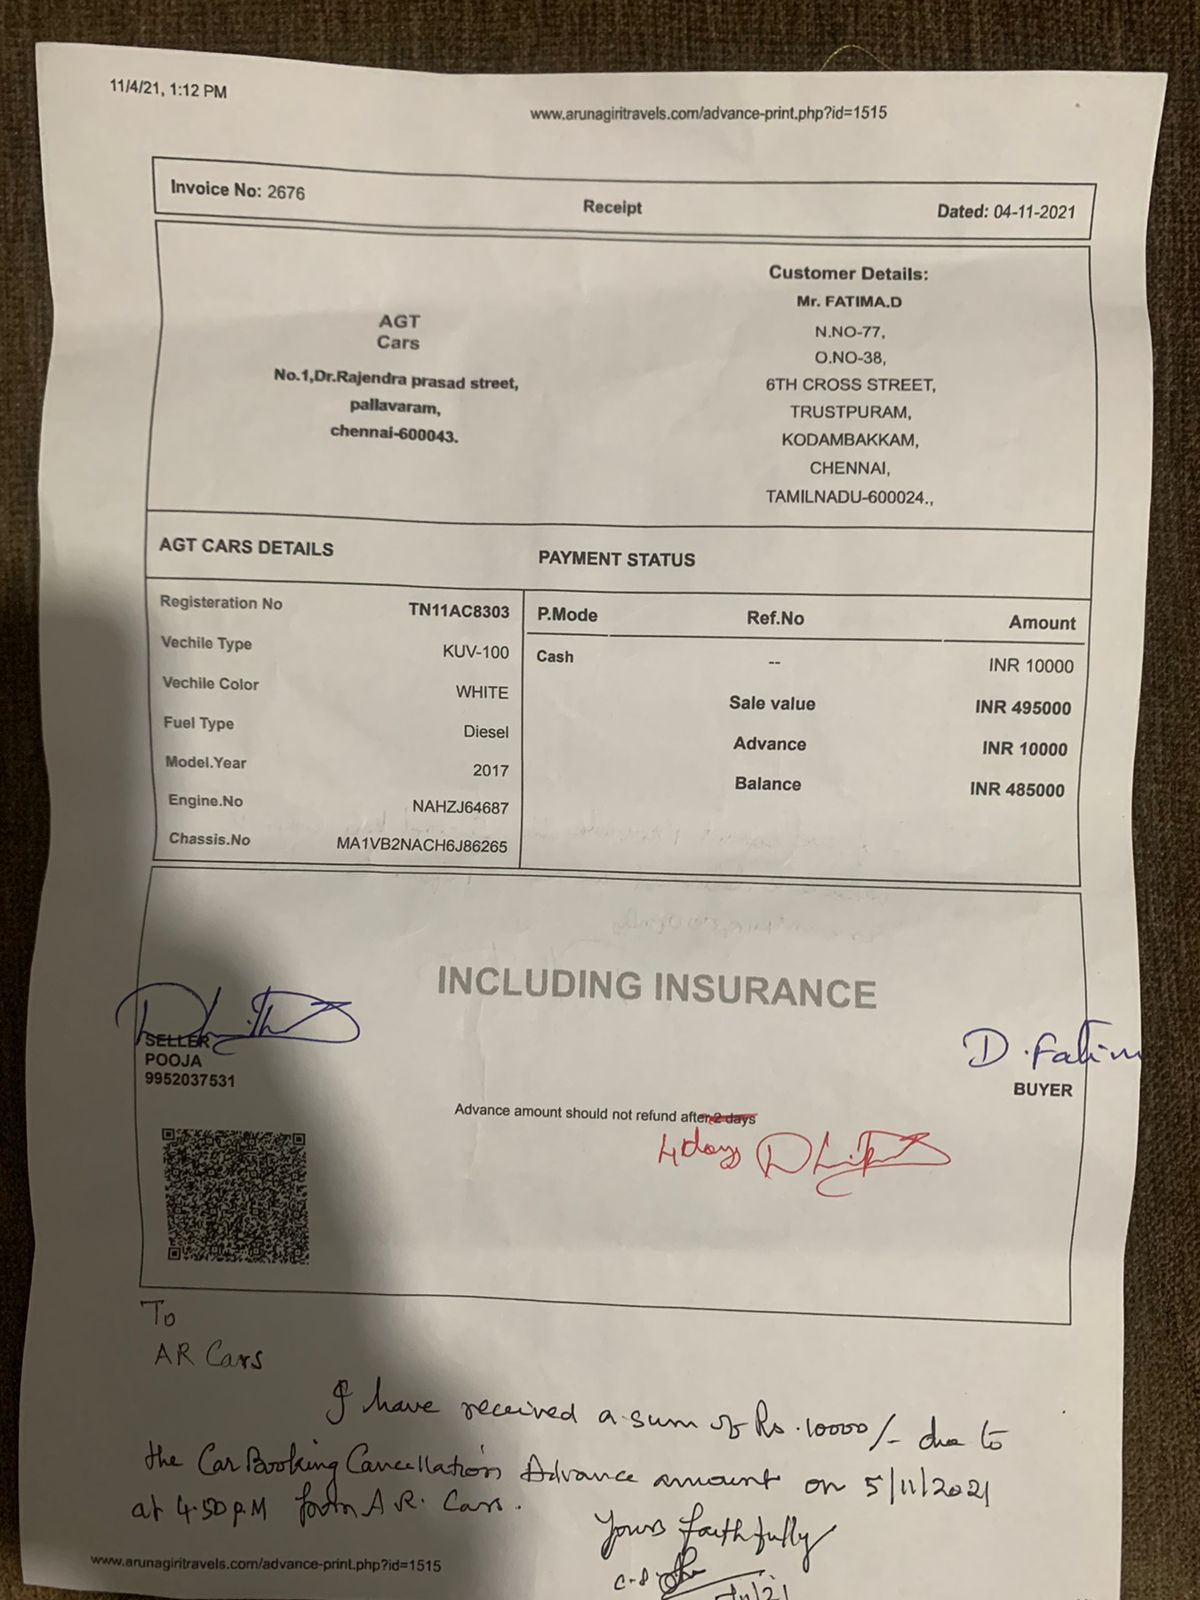 11/4/21, 1:12 PM
www.arunagiritravels.com/advance-print.php?id=1515
Invoice No: 2676
Receipt
Dated: 04-11-2021
AGT
Cars
No.1,Dr.Rajendra prasad street,
pallavaram,
chennai-600043.
Customer Details:
Mr. FATIMA.D
N.NO-77,
O.NO-38,
6TH CROSS STREET,
TRUSTPURAM,
KODAMBAKKAM,
CHENNAI,
TAMILNADU-600024.,
AGT CARS DETAILS
Registeration No TN11AC8303
Vechile Type KUV-100
Vechile Color WHITE
Fuel Type Diesel
Model.Year 2017
Engine.No NAHZJ64687
Chassis.No MA1VB2NACH6J86265
PAYMENT STATUS
P.Mode Ref.No Amount
Cash -- INR 10000
Sale value INR 495000
Advance INR 10000
Balance INR 485000
INCLUDING INSURANCE
SELLER
POOJA
9952037531
D.Fatim
BUYER
Advance amount should not refund after 2 days
4 days
To
AR Cars
I have received a sum of Rs.10000/- due to
the Car Booking Cancellation Advance amount on 5/11/2021
at 4.50 P.M from A.R. Cars.
Yours faithfully
www.arunagiritravels.com/advance-print.php?id=1515